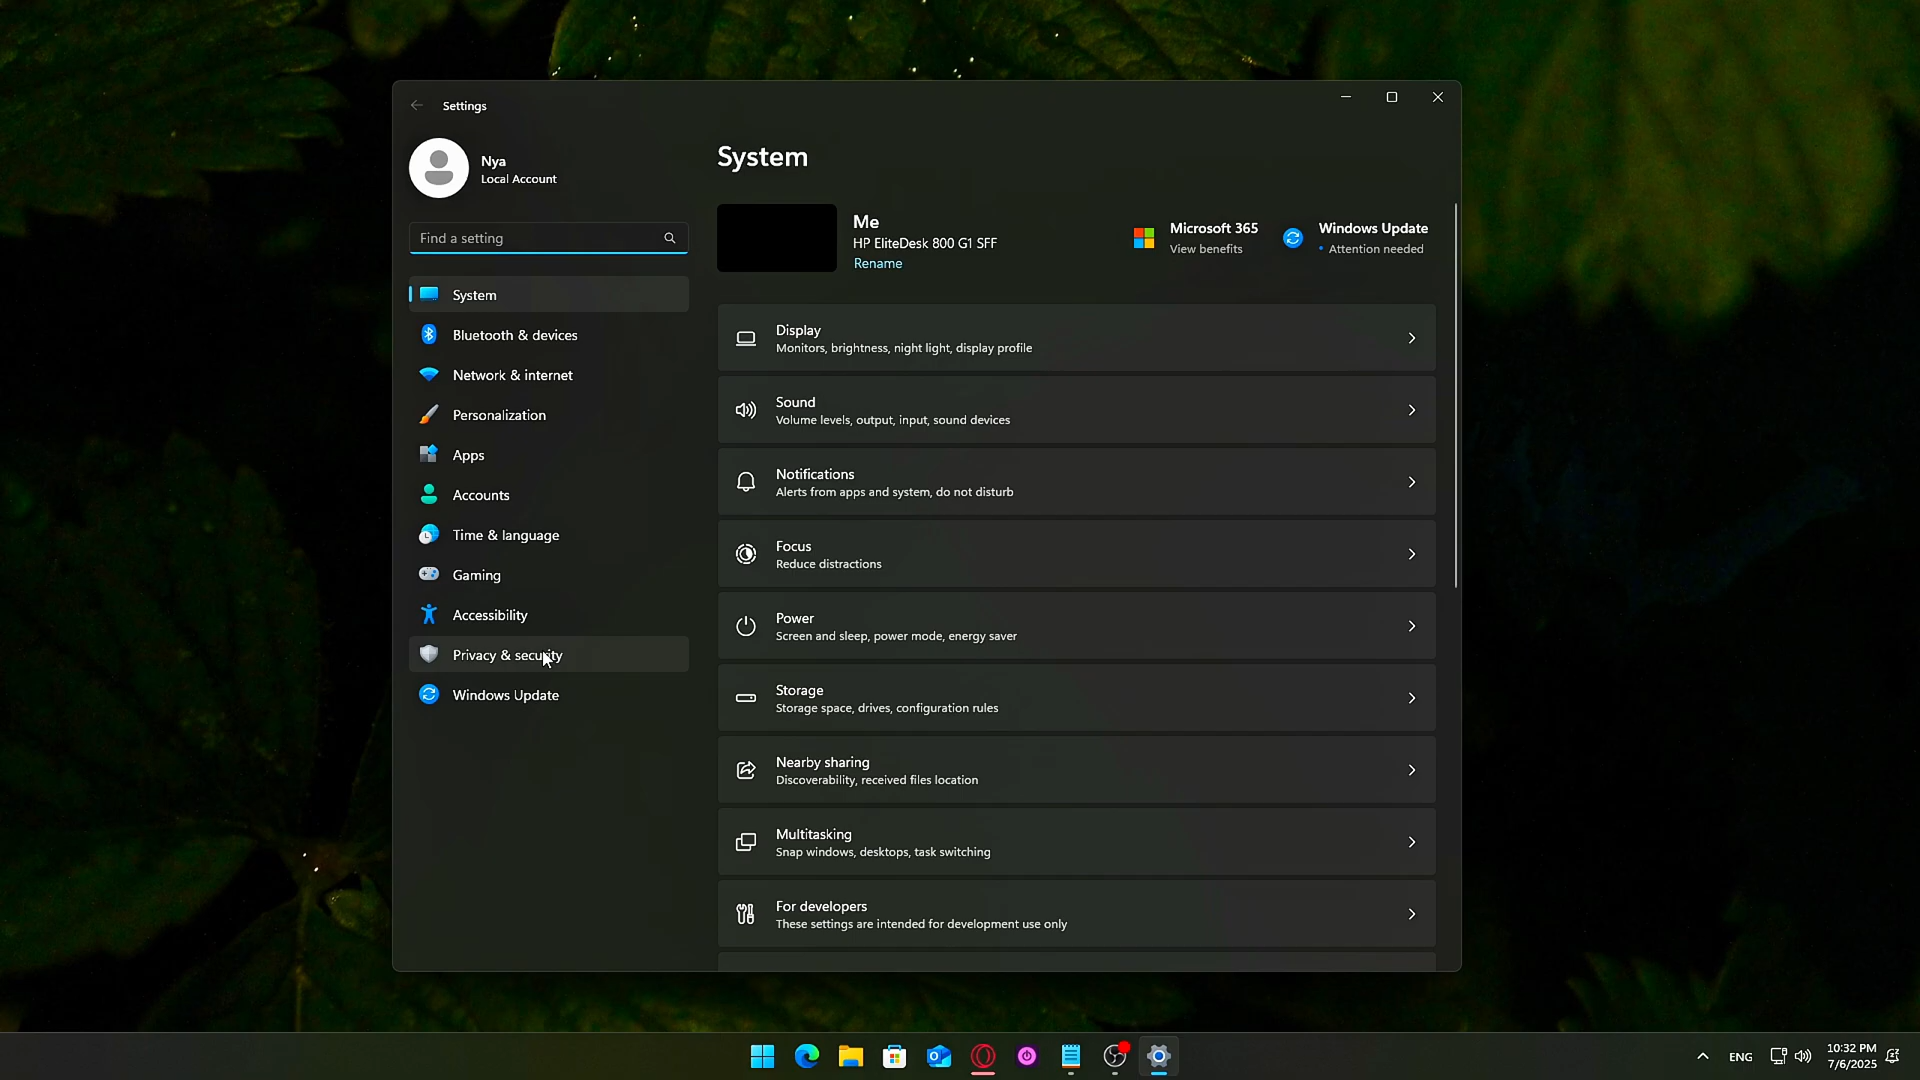 Settings
Nya
Local Account
Find a setting
System
Bluetooth & devices
Network & internet
Personalization
Apps
Accounts
Time & language
Gaming
Accessibility
Privacy & security
Windows Update
System
Me
HP EliteDesk 800 G1 SFF
Rename
Microsoft 365
View benefits
Windows Update
• Attention needed
Display
Monitors, brightness, night light, display profile
Sound
Volume levels, output, input, sound devices
Notifications
Alerts from apps and system, do not disturb
Focus
Reduce distractions
Power
Screen and sleep, power mode, energy saver
Storage
Storage space, drives, configuration rules
Nearby sharing
Discoverability, received files location
Multitasking
Snap windows, desktops, task switching
For developers
These settings are intended for development use only
ENG
10:32 PM
7/6/2025